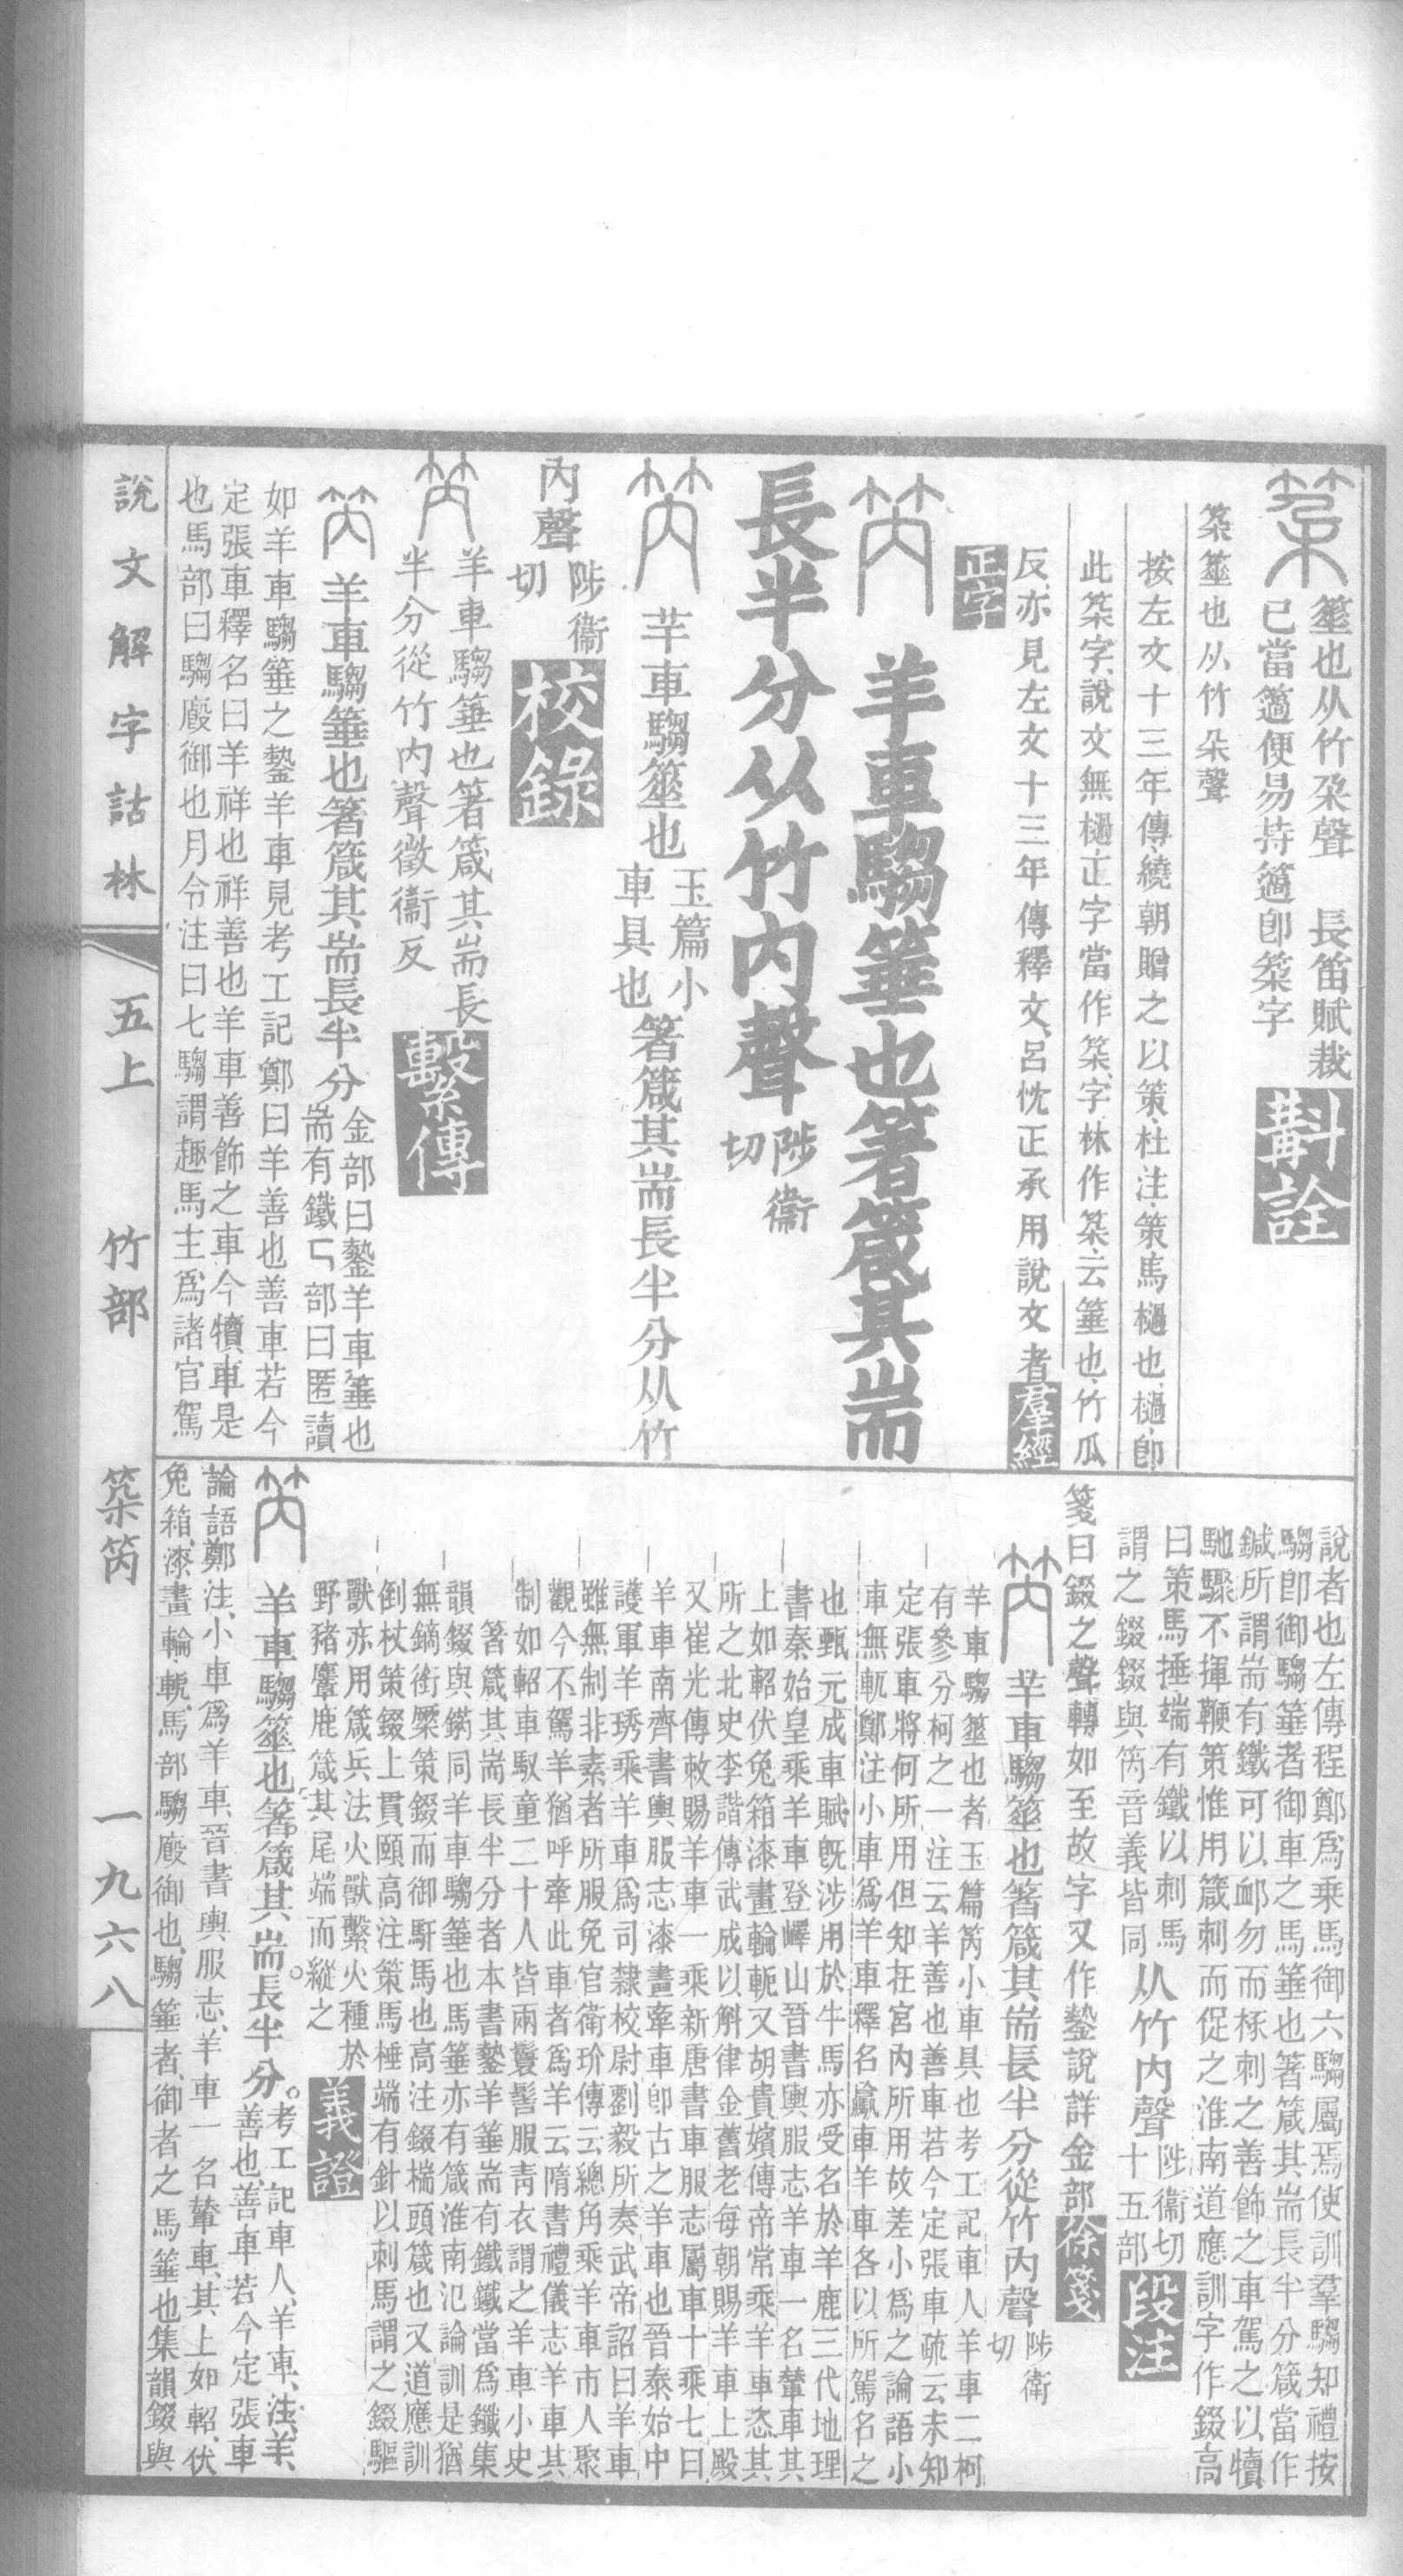 築
箠也从竹朶聲　長笛賦裁
已當簻便易持簻卽築字
斠詮
築箠也从竹朵聲
按左文十三年傳繞朝贈之以策杜注策馬檛也檛卽
此築字說文無檛正字當作築字林作築云箠也竹瓜
反亦見左文十三年傳釋文呂忱正承用說文者
羣經
正字
笍
羊車騶箠也箸箴其耑
長半分从竹內聲
陟衞
切
笍
羊車騶箠也
玉篇小
車具也
箸箴其耑長半分从竹
內聲
陟衞
切
校錄
笍
羊車騶箠也箸箴其耑長
半分從竹內聲徵衞反
繫傳
笍
羊車騶箠也箸箴其耑長半分
金部曰鏊羊車箠也
耑有鐵匸部曰匧讀
如羊車騶箠之鏊羊車見考工記鄭曰羊善也善車若今
定張車釋名曰羊祥也祥善也羊車善飾之車今犢車是
也馬部曰騶廄御也月令注曰七騶謂趣馬主爲諸官駕
說者也左傳程鄭爲乘馬御六騶屬焉使訓羣騶知禮按
騶卽御騶箠者御車之馬箠也箸箴其耑長半分箴當作
鍼所謂耑有鐵可以卹勿而椓刺之善飾之車駕之以犢
馳驟不揮鞭策惟用箴刺而促之淮南道應訓字作錣高
曰策馬捶端有鐵以刺馬
謂之錣錣與笍音義皆同
从竹內聲
陟衞切
十五部
段注
箋曰錣之聲轉如至故字又作鏊說詳金部
徐箋
笍
羊車騶箠也箸箴其耑長半分從竹內聲
陟衛
切
羊車騶箠也者玉篇笍小車具也考工記車人羊車二柯
有參分柯之一注云羊善也善車若今定張車疏云未知
定張車將何所用但知在宮內所用故差小爲之論語小
車無軏鄭注小車爲羊車釋名羸車羊車各以所駕名之
也甄元成車賦旣涉用於牛馬亦受名於羊鹿三代地理
書秦始皇乘羊車登嶧山晉書輿服志羊車一名輦車其
上如軺伏兔箱漆畫輪軛又胡貴嬪傳帝常乘羊車恣其
所之北史李諧傳武成以斛律金舊老每朝賜羊車上殿
又崔光傳敕賜羊車一乘新唐書車服志屬車十乘七曰
羊車南齊書輿服志漆畫牽車卽古之羊車也晉泰始中
護軍羊琇乘羊車爲司隸校尉劉毅所奏武帝詔曰羊車
雖無制非素者所服免官衛玠傳云總角乘羊車市人聚
觀今不駕羊猶呼牽此車者爲羊云隋書禮儀志羊車其
制如軺車馭童二十人皆兩鬟髻服靑衣謂之羊車小史
箸箴其耑長半分者本書鏊羊箠耑有鐵鐵當爲鑯集
韻錣與鏋同羊車騶箠也馬箠亦有箴淮南氾論訓是猶
無鏑銜橜策錣而御馯馬也高注錣楇頭箴也又道應訓
倒杖策錣上貫頤高注策馬棰端有針以刺馬謂之錣驅
獸亦用箴兵法火獸繫火種於
野豬麞鹿箴其尾端而縱之
義證
笍
羊車騶箠也箸箴其耑長半分
考工記車人羊車注羊
善也善車若今定張車
論語鄭注小車爲羊車晉書輿服志羊車一名輦車其上如軺伏
兔箱漆畫輪軛馬部騶廄御也騶箠者御者之馬箠也集韻錣與
說文解字詁林
五上
竹部
築笍
一九六八